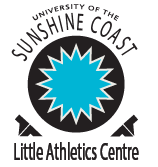 UNIVERSITY OF THE
SUNSHINE COAST
Little Athletics Centre